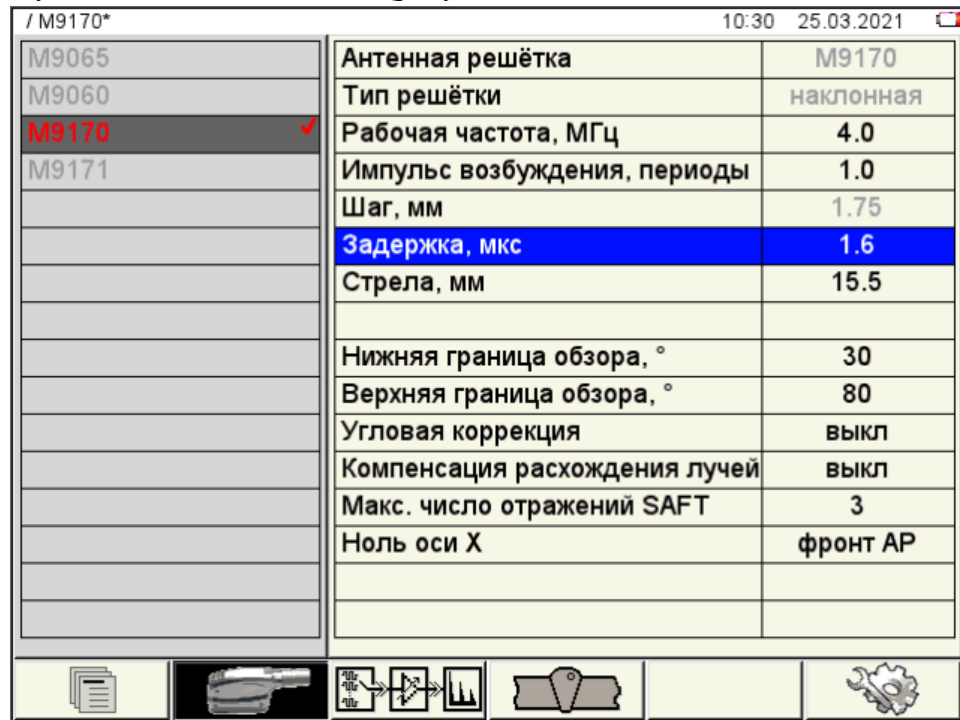 / M9170* 10:30 25.03.2021
M9065
M9060
M9170
M9171
Антенная решётка M9170
Тип решётки наклонная
Рабочая частота, МГц 4.0
Импульс возбуждения, периоды 1.0
Шаг, мм 1.75
Задержка, мкс 1.6
Стрела, мм 15.5
Нижняя граница обзора, ° 30
Верхняя граница обзора, ° 80
Угловая коррекция выкл
Компенсация расхождения лучей выкл
Макс. число отражений SAFT 3
Ноль оси X фронт АР